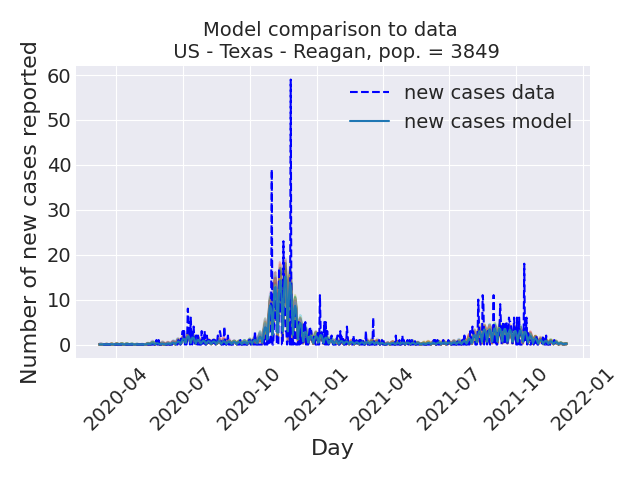 Model comparison to data
US - Texas - Reagan, pop. = 3849
Number of new cases reported
60
50
40
30
20
10
0
new cases data
new cases model
2020-04
2020-07
2020-10
2021-01
2021-04
2021-07
2021-10
2022-01
Day